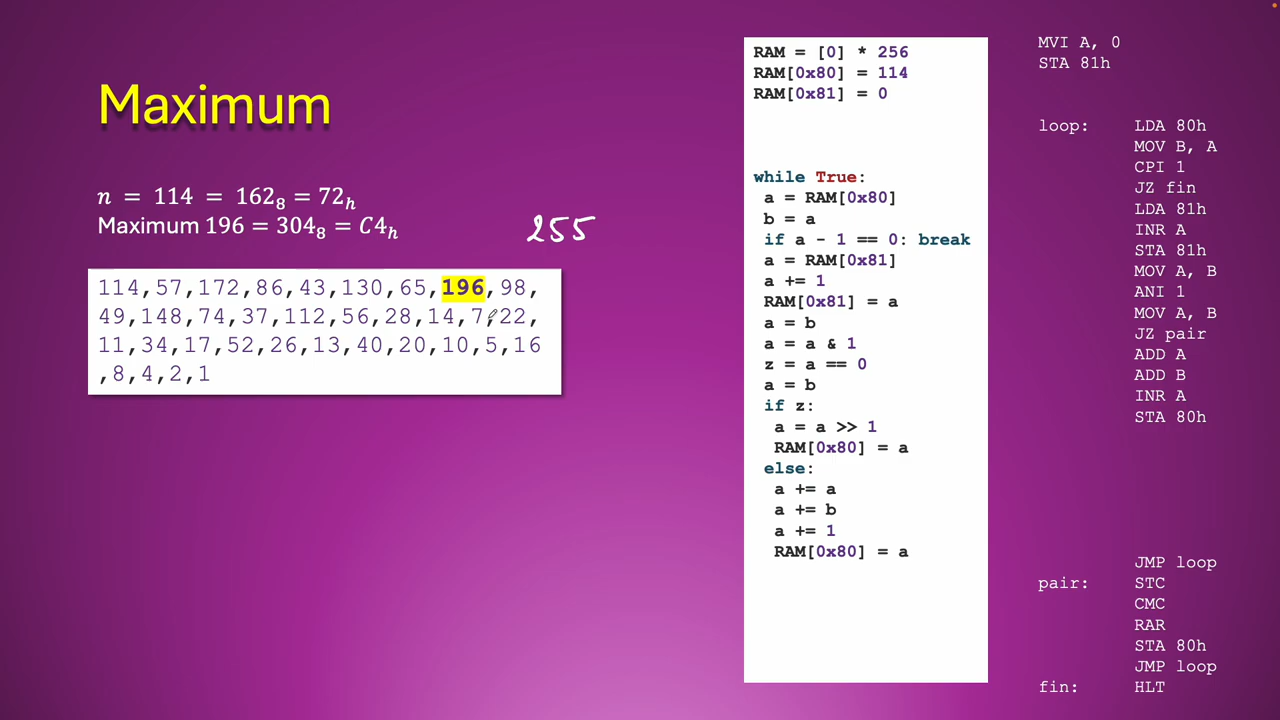 Maximum
n = 114 = 162₈ = 72ₕ
Maximum 196 = 304₈ = C4ₕ
255
114,57,172,86,43,130,65,196,98,
49,148,74,37,112,56,28,14,7,22,
11,34,17,52,26,13,40,20,10,5,16
,8,4,2,1
RAM = [0] * 256
RAM[0x80] = 114
RAM[0x81] = 0
while True:
a = RAM[0x80]
b = a
if a - 1 == 0: break
a = RAM[0x81]
a += 1
RAM[0x81] = a
a = b
a = a & 1
z = a == 0
a = b
if z:
a = a >> 1
RAM[0x80] = a
else:
a += a
a += b
a += 1
RAM[0x80] = a
MVI A, 0
STA 81h
loop: LDA 80h
MOV B, A
CPI 1
JZ fin
LDA 81h
INR A
STA 81h
MOV A, B
ANI 1
MOV A, B
JZ pair
ADD A
ADD B
INR A
STA 80h
JMP loop
pair: STC
CMC
RAR
STA 80h
JMP loop
fin: HLT